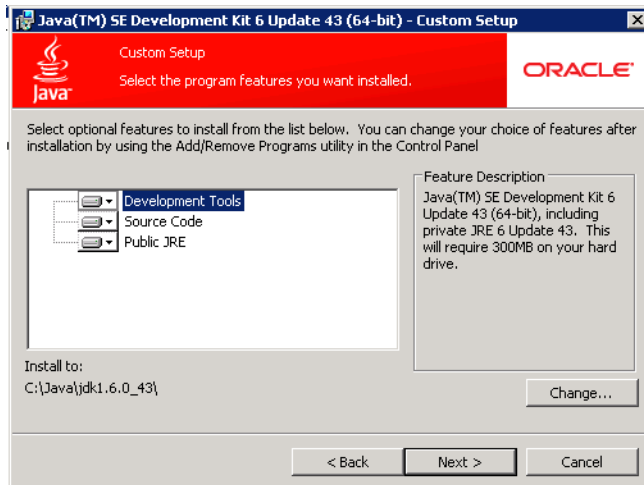 Java(TM) SE Development Kit 6 Update 43 (64-bit) - Custom Setup
Custom Setup
Select the program features you want installed.
Java
ORACLE
Select optional features to install from the list below. You can change your choice of features after
installation by using the Add/Remove Programs utility in the Control Panel
Development Tools
Source Code
Public JRE
Feature Description
Java(TM) SE Development Kit 6
Update 43 (64-bit), including
private JRE 6 Update 43. This
will require 300MB on your hard
drive.
Install to:
C:\Java\jdk1.6.0_43\
Change...
< Back
Next >
Cancel